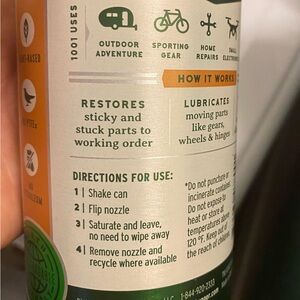 1001 USES
OUTDOOR
ADVENTURE
SPORTING
GEAR
HOME
REPAIRS
SMALL
HOW IT WORKS
RESTORES
sticky and
stuck parts to
working order
LUBRICATES
moving parts
like gears,
wheels & hinges
DIRECTIONS FOR USE:
1 | Shake can
2 | Flip nozzle
3 | Saturate and leave,
no need to wipe away
4 | Remove nozzle and
recycle where available
*Do not puncture or
incinerate container.
Do not expose to
heat or store at
temperatures above
120 °F. Keep out of
the reach of children.
1-844-920-2333